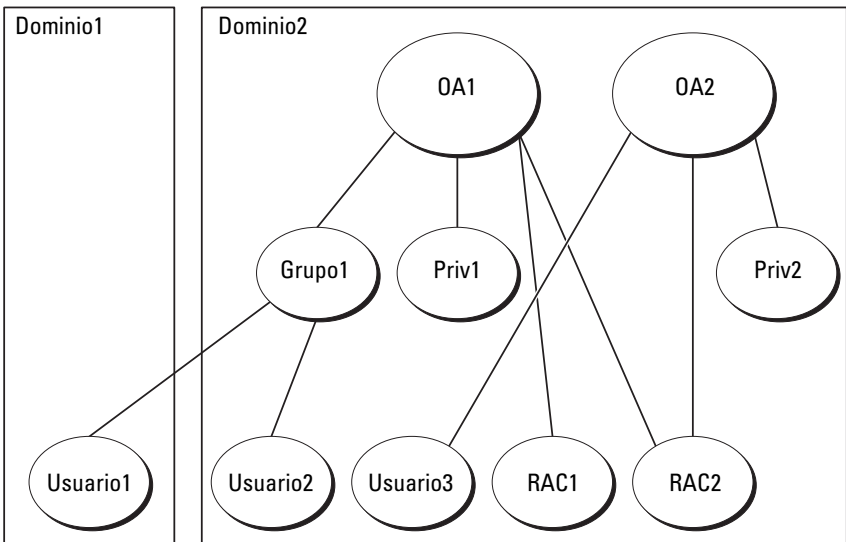 Dominio1
Dominio2
OA1
OA2
Grupo1
Priv1
Priv2
Usuario1
Usuario2
Usuario3
RAC1
RAC2